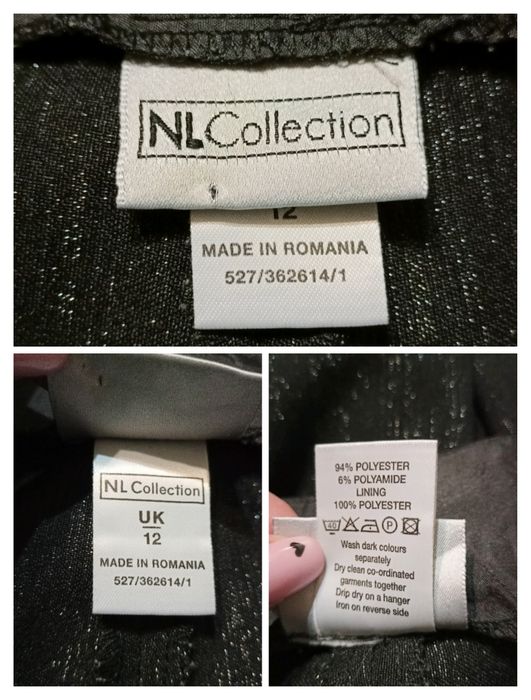 NLCollection
12
MADE IN ROMANIA
527/362614/1
NL Collection
UK
12
MADE IN ROMANIA
527/362614/1
94% POLYESTER
6% POLYAMIDE
LINING
100% POLYESTER
40 P
Wash dark colours
separately
Dry clean co-ordinated
garments together
Drip dry on a hanger
Iron on reverse side